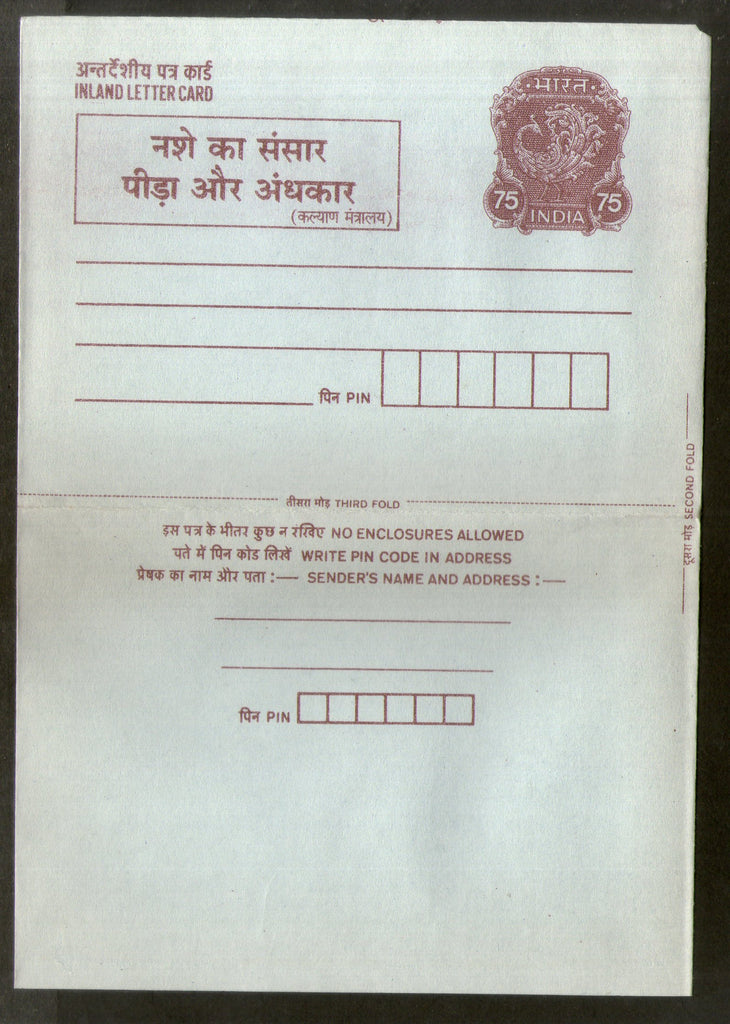 अन्तर्देशीय पत्र कार्ड
INLAND LETTER CARD
भारत
75 75
INDIA
नशे का संसार
पीड़ा और अंधकार
(कल्याण मंत्रालय)
पिन PIN
तीसरा मोड़ THIRD FOLD
दूसरा मोड़ SECOND FOLD
इस पत्र के भीतर कुछ न रखिए NO ENCLOSURES ALLOWED
पते में पिन कोड लिखें WRITE PIN CODE IN ADDRESS
प्रेषक का नाम और पता :— SENDER'S NAME AND ADDRESS :—
पिन PIN